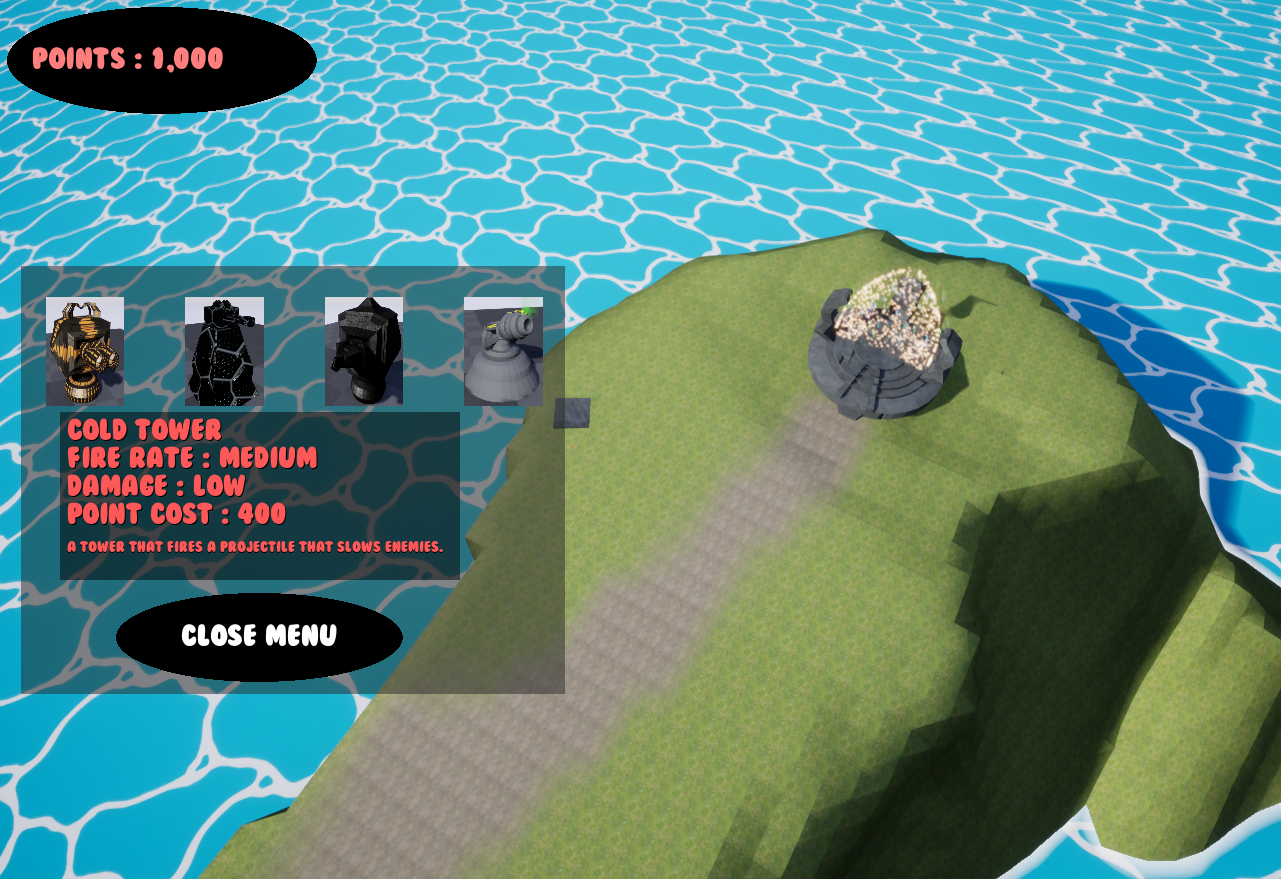 POINTS : 1,000
COLD TOWER
FIRE RATE : MEDIUM
DAMAGE : LOW
POINT COST : 400
A TOWER THAT FIRES A PROJECTILE THAT SLOWS ENEMIES.
CLOSE MENU